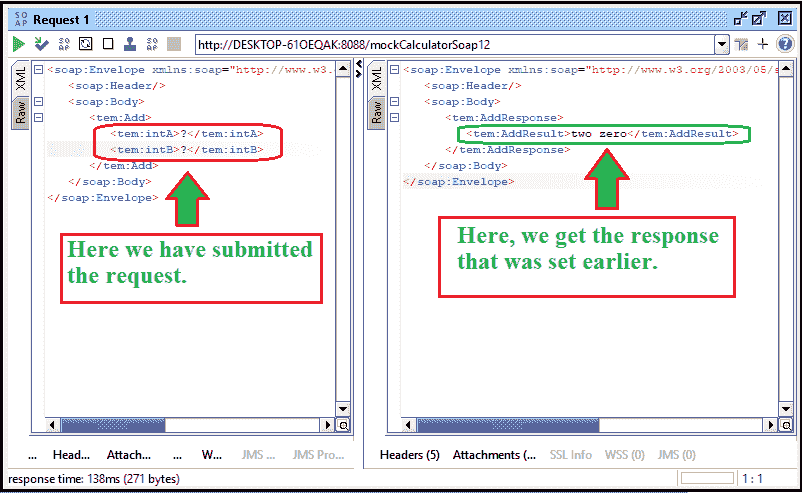 SO AP Request 1
http://DESKTOP-61OEQAK:8088/mockCalculatorSoap12
XML
Raw
<soap:Envelope xmlns:soap="http://www.w3.
<soap:Header/>
<soap:Body>
<tem:Add>
<tem:intA>?</tem:intA>
<tem:intB>?</tem:intB>
</tem:Add>
</soap:Body>
</soap:Envelope>
Here we have submitted
the request.
... Head... Attach... ... W... JMS ... JMS Pro...
XML
Raw
<soap:Envelope xmlns:soap="http://www.w3.org/2003/05/s
<soap:Header/>
<soap:Body>
<tem:AddResponse>
<tem:AddResult>two zero</tem:AddResult>
</tem:AddResponse>
</soap:Body>
</soap:Envelope>
Here, we get the response
that was set earlier.
Headers (5) Attachments (... SSL Info WSS (0) JMS (0)
response time: 138ms (271 bytes)
1 : 1